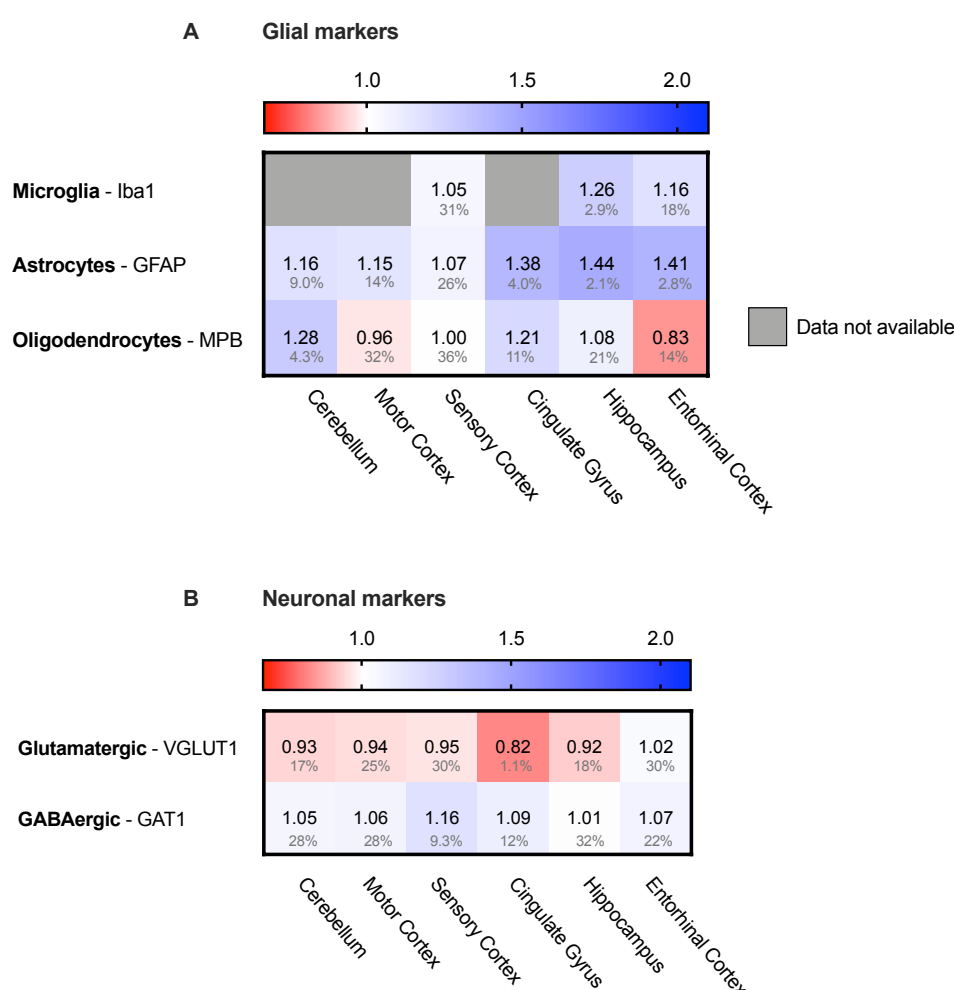 A Glial markers
1.0 1.5 2.0
Microglia - Iba1
1.05 1.26 1.16
31% 2.9% 18%
Astrocytes - GFAP
1.16 1.15 1.07 1.38 1.44 1.41
9.0% 14% 26% 4.0% 2.1% 2.8%
Oligodendrocytes - MPB
1.28 0.96 1.00 1.21 1.08 0.83
4.3% 32% 36% 11% 21% 14%
Data not available
Cerebellum
Motor Cortex
Sensory Cortex
Cingulate Gyrus
Hippocampus
Entorhinal Cortex
B Neuronal markers
1.0 1.5 2.0
Glutamatergic - VGLUT1
0.93 0.94 0.95 0.82 0.92 1.02
17% 25% 30% 1.1% 18% 30%
GABAergic - GAT1
1.05 1.06 1.16 1.09 1.01 1.07
28% 28% 9.3% 12% 32% 22%
Cerebellum
Motor Cortex
Sensory Cortex
Cingulate Gyrus
Hippocampus
Entorhinal Cortex